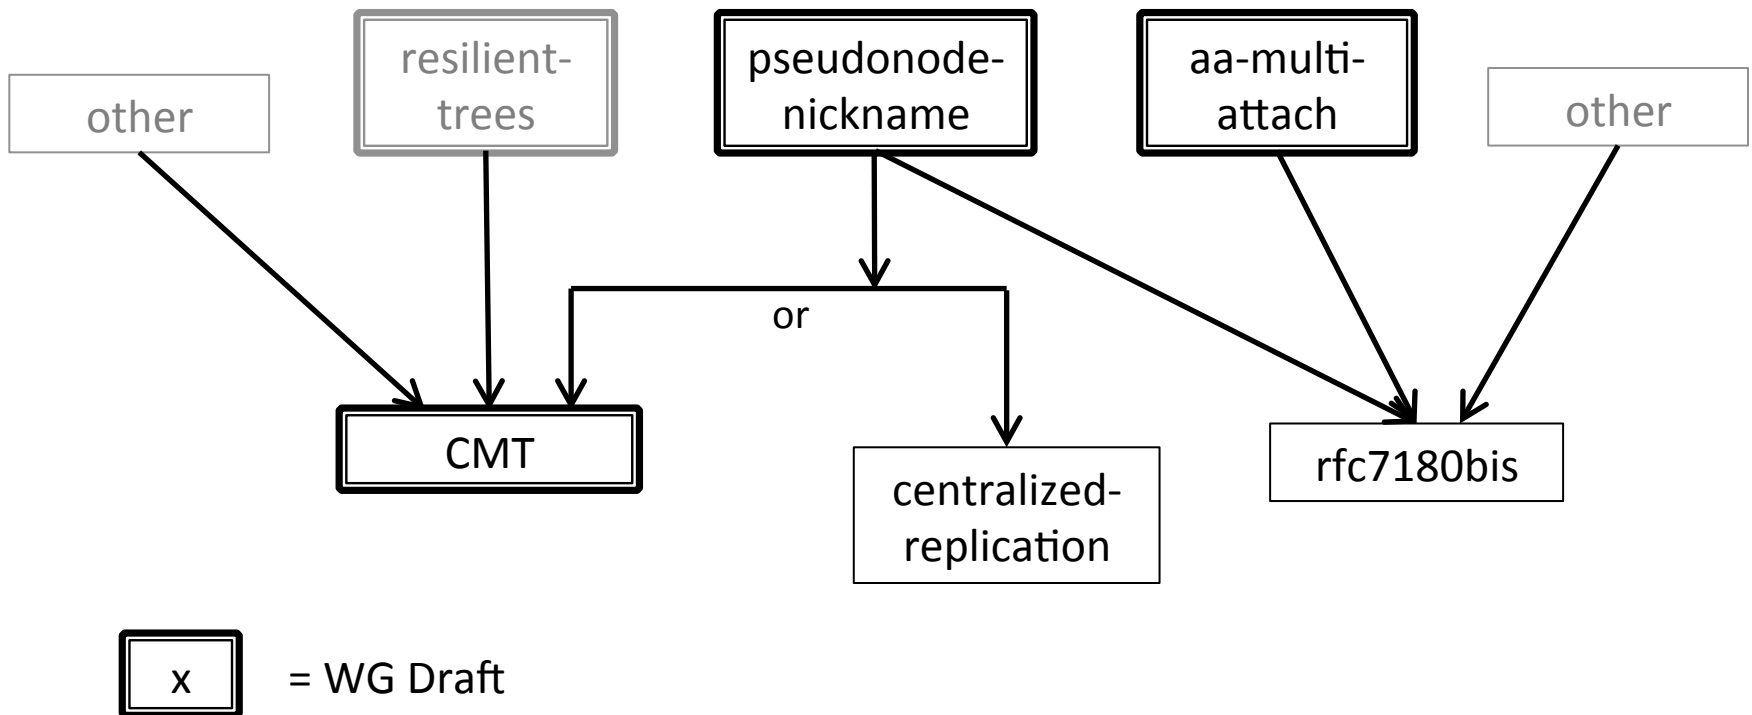 other
resilient-
trees
pseudonode-
nickname
aa-multi-
attach
other
or
CMT
centralized-
replication
rfc7180bis
x
= WG Draft